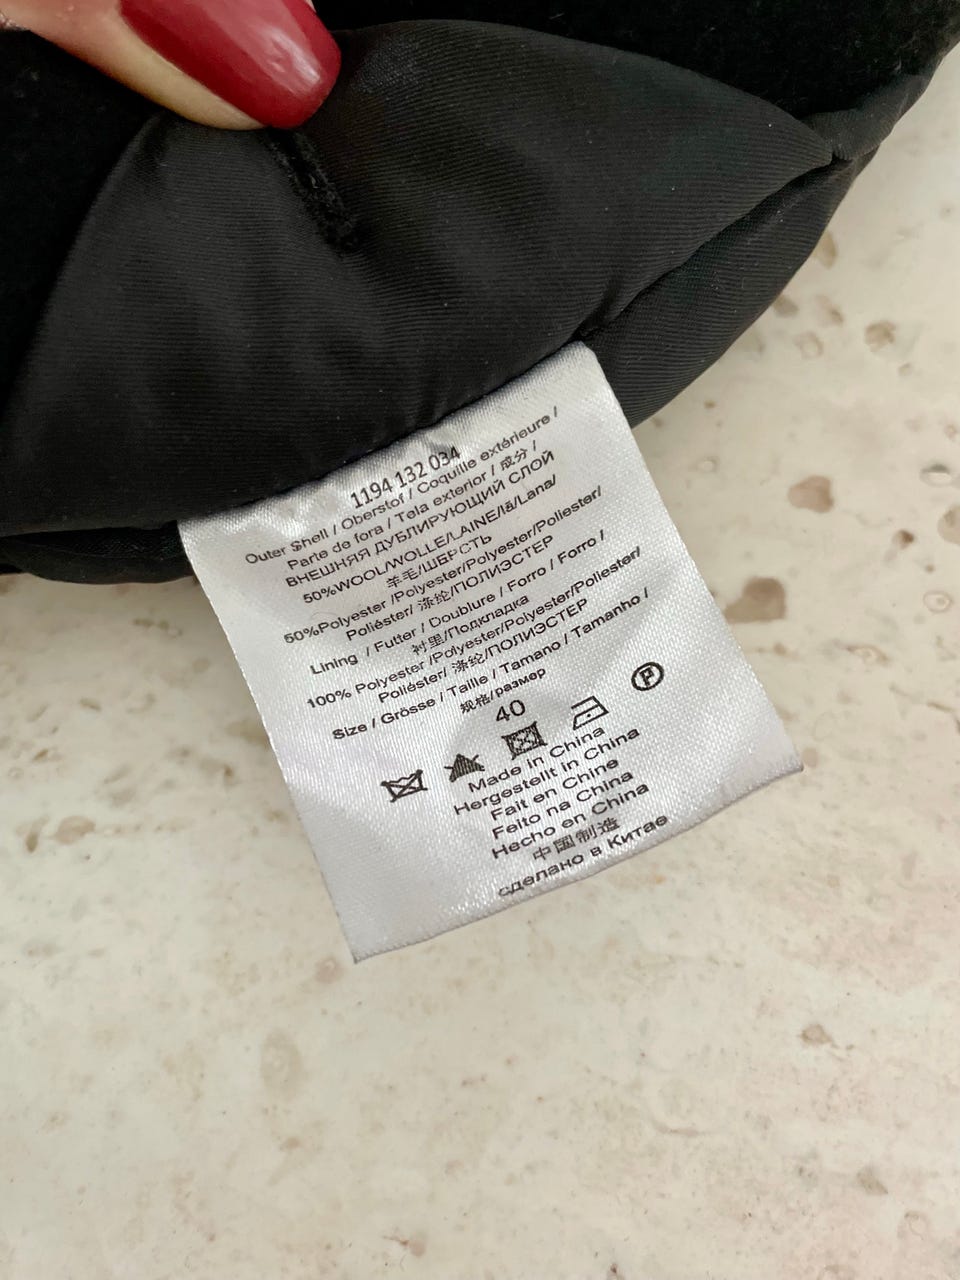 1194 132 034
Outer Shell / Oberstof / Coquille extérieure /
Parte de fora / Tela exterior / 成分 /
ВНЕШНЯЯ ДУБЛИРУЮЩИЙ СЛОЙ
50%WOOL/WOLLE/LAINE/lã/Lana/
羊毛/ШЕРСТЬ
50%Polyester /Polyester/Polyester/Poliester/
Poliéster/ 涤纶/ПОЛИЭСТЕР
Lining / Futter / Doublure / Forro / Forro /
衬里/Подкладка
100% Polyester /Polyester/Polyester/Poliester/
Poliéster/ 涤纶/ПОЛИЭСТЕР
Size / Grösse / Taille / Tamano / Tamanho /
规格/размер
40
P
Made in China
Hergestellt in China
Fait en Chine
Feito na China
Hecho en China
中国制造
сделано в Китае